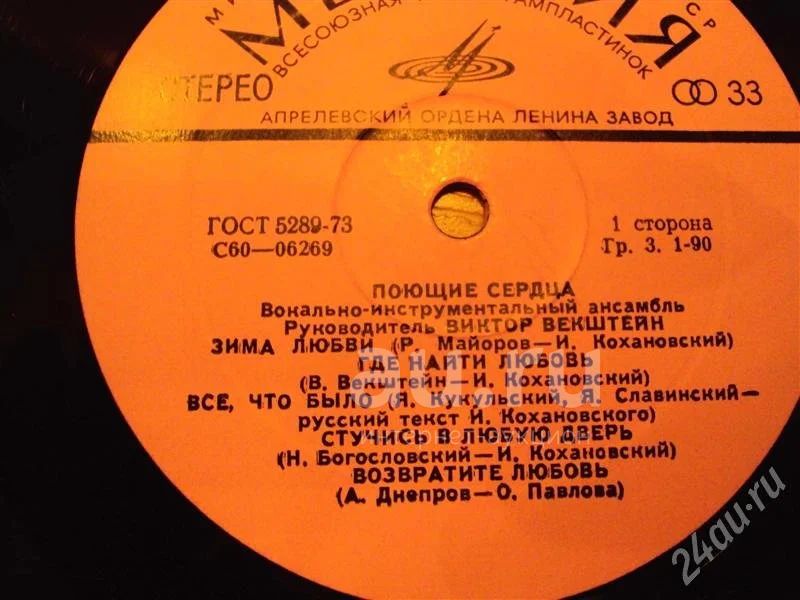 СТЕРЕО
ВСЕСОЮЗНАЯ
33
АПРЕЛЕВСКИЙ ОРДЕНА ЛЕНИНА ЗАВОД
ГОСТ 5289-73
С60—06269
1 сторона
Гр. 3. 1-90
ПОЮЩИЕ СЕРДЦА
Вокально-инструментальный ансамбль
Руководитель ВИКТОР ВЕКШТЕЙН
ЗИМА ЛЮБВИ (Р. Майоров—И. Кохановский)
ГДЕ НАЙТИ ЛЮБОВЬ
(В. Векштейн—И. Кохановский)
ВСЕ, ЧТО БЫЛО (Я. Кукульский, Я. Славинский—
русский текст И. Кохановского)
СТУЧИСЬ В ЛЮБУЮ ДВЕРЬ
(Н. Богословский—И. Кохановский)
ВОЗВРАТИТЕ ЛЮБОВЬ
(А. Днепров—О. Павлова)
24au.ru